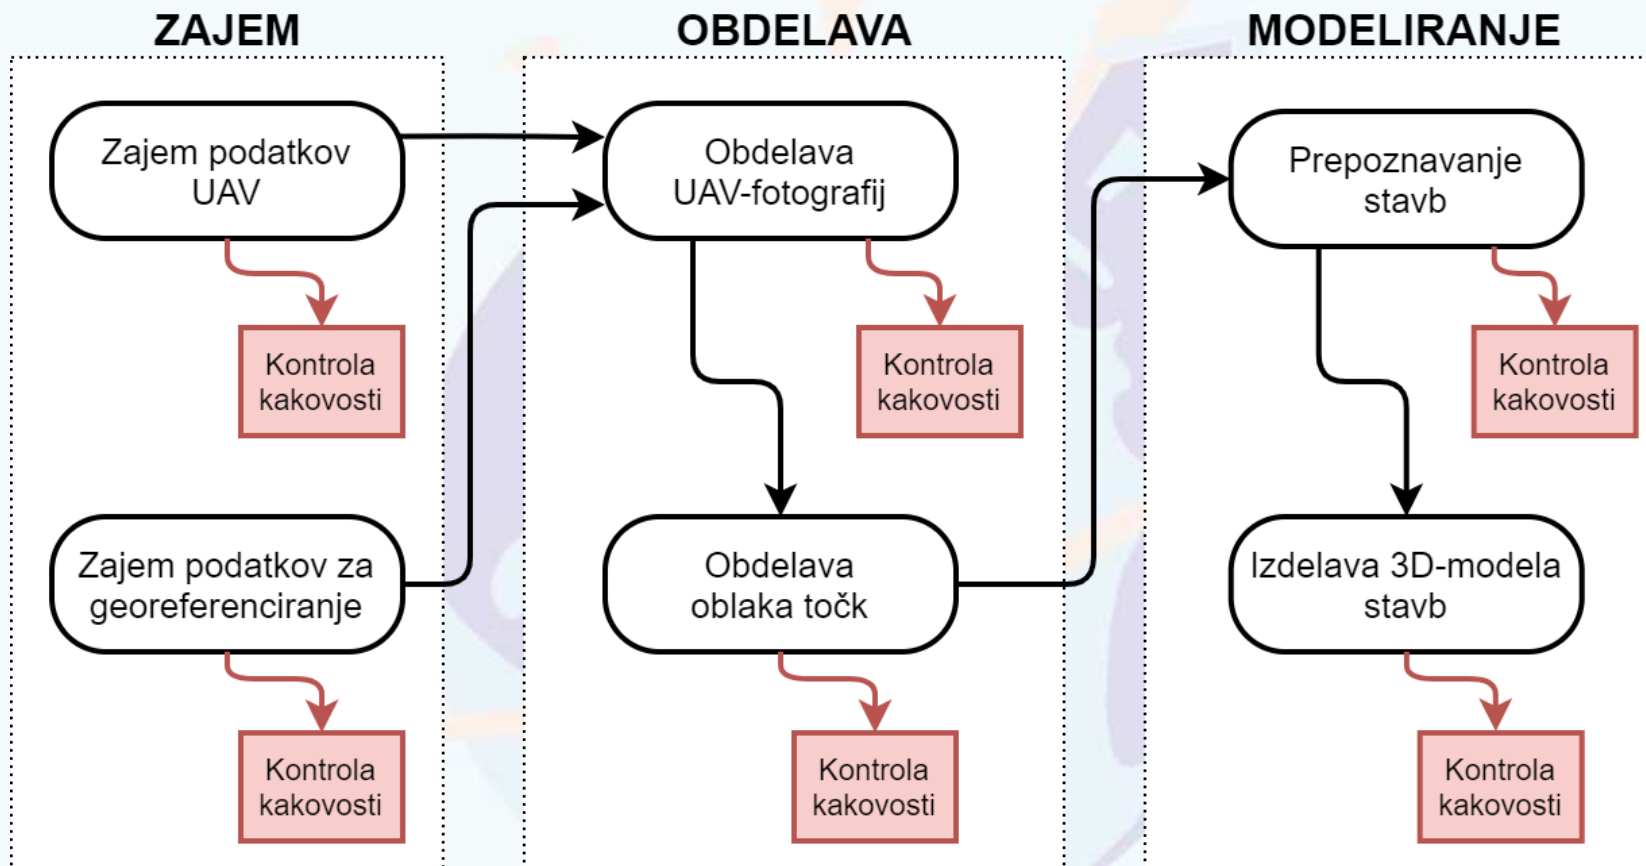 ZAJEM
Zajem podatkov
UAV
Kontrola
kakovosti
Zajem podatkov za
georeferenciranje
Kontrola
kakovosti
OBDELAVA
Obdelava
UAV-fotografij
Kontrola
kakovosti
Obdelava
oblaka točk
Kontrola
kakovosti
MODELIRANJE
Prepoznavanje
stavb
Kontrola
kakovosti
Izdelava 3D-modela
stavb
Kontrola
kakovosti